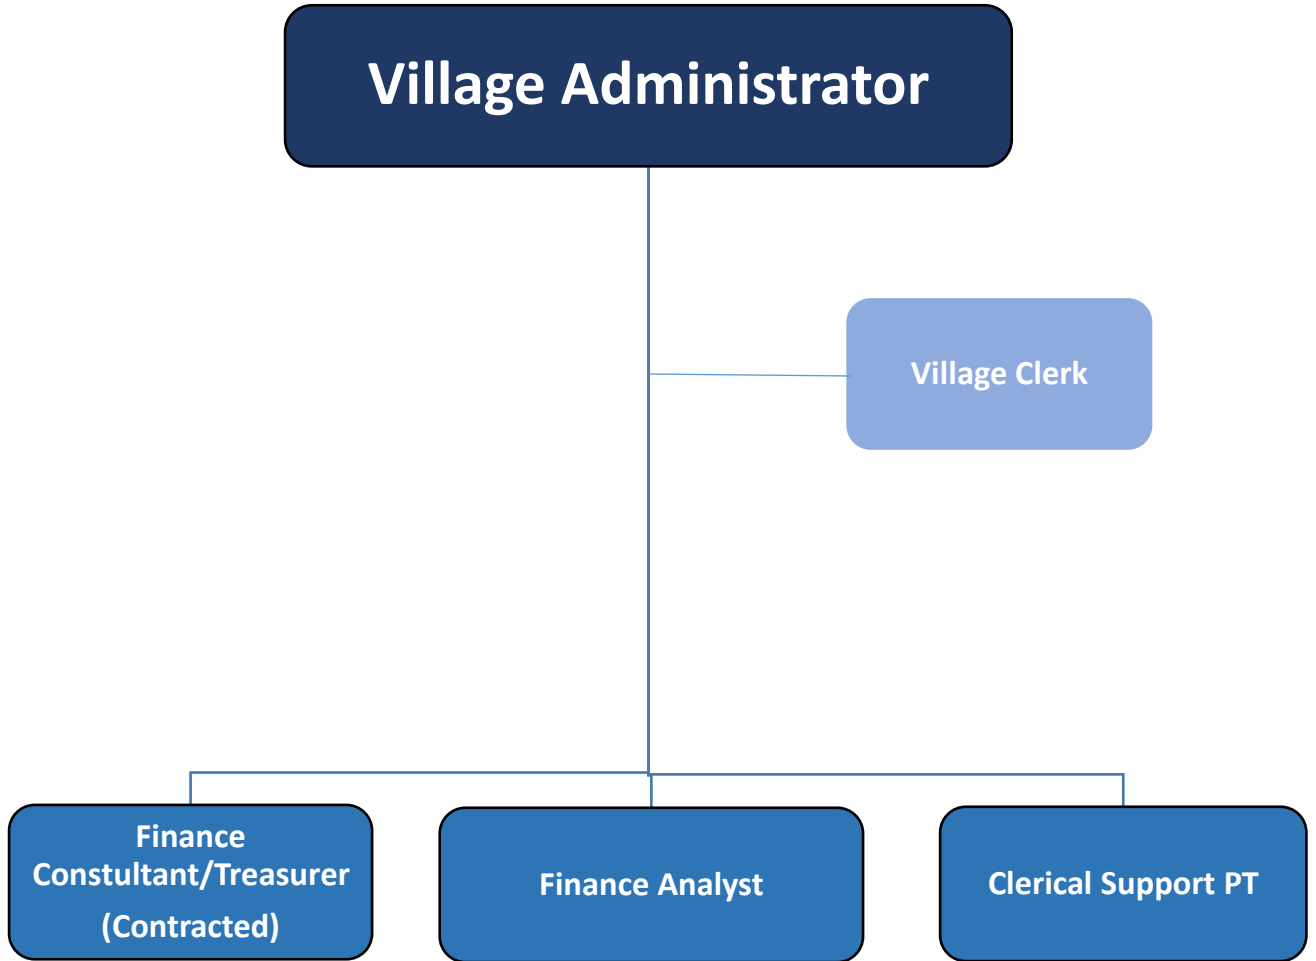 Village Administrator
Village Clerk
Finance
Constultant/Treasurer
(Contracted)
Finance Analyst
Clerical Support PT